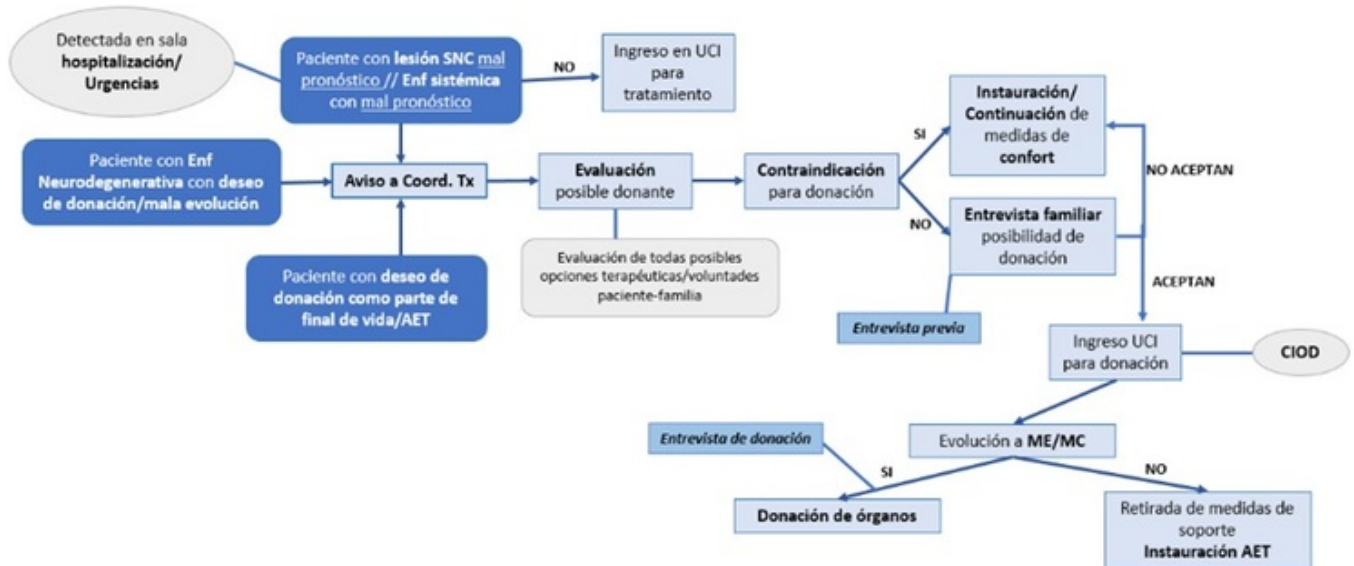 Detectada en sala
hospitalización/
Urgencias
Paciente con lesión SNC mal
pronóstico // Enf sistémica
con mal pronóstico
NO
Ingreso en UCI
para
tratamiento
Paciente con Enf
Neurodegenerativa con deseo
de donación/mala evolución
Aviso a Coord. Tx
Evaluación
posible donante
Contraindicación
para donación
SI
Instauración/
Continuación de
medidas de
confort
NO
Entrevista familiar
posibilidad de
donación
NO ACEPTAN
ACEPTAN
Paciente con deseo de
donación como parte de
final de vida/AET
Evaluación de todas posibles
opciones terapéuticas/voluntades
paciente-familia
Entrevista previa
Ingreso UCI
para donación
CIOD
Entrevista de donación
Evolución a ME/MC
SI
NO
Donación de órganos
Retirada de medidas de
soporte
Instauración AET